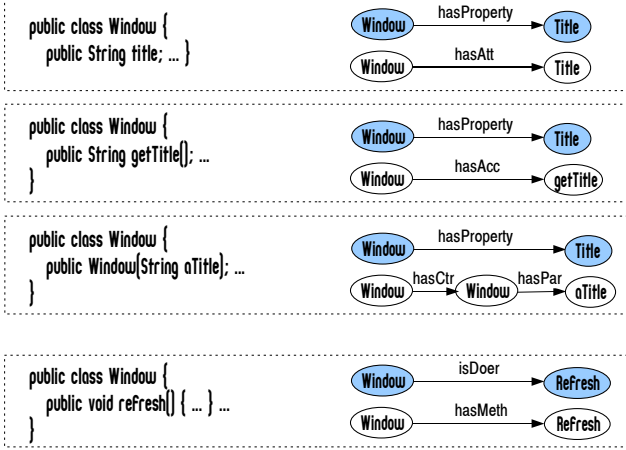 public class Window {
public String title; ... }
Window hasProperty Title
Window hasAtt Title
public class Window {
public String getTitle(); ...
}
Window hasProperty Title
Window hasAcc getTitle
public class Window {
public Window(String aTitle); ...
}
Window hasProperty Title
Window hasCtr Window hasPar aTitle
public class Window {
public void refresh() { ... } ...
}
Window isDoer Refresh
Window hasMeth Refresh